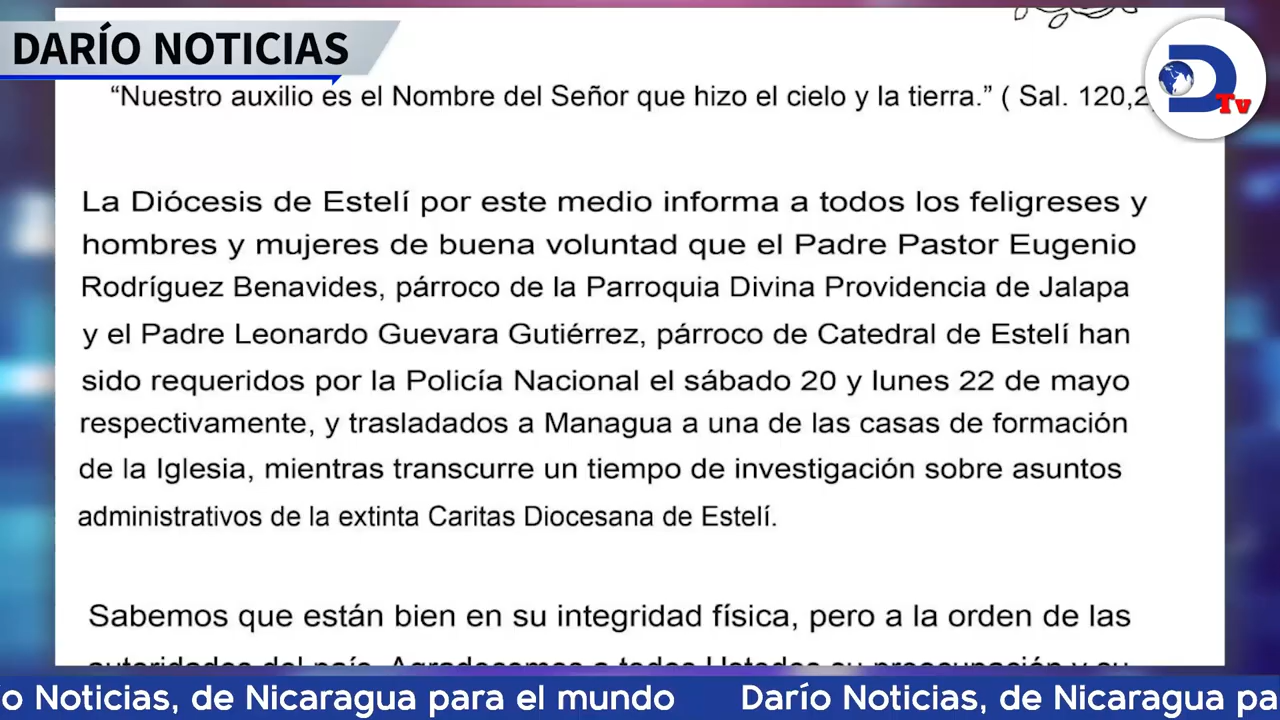 DARÍO NOTICIAS
D Tv
“Nuestro auxilio es el Nombre del Señor que hizo el cielo y la tierra.” ( Sal. 120,2
La Diócesis de Estelí por este medio informa a todos los feligreses y
hombres y mujeres de buena voluntad que el Padre Pastor Eugenio
Rodríguez Benavides, párroco de la Parroquia Divina Providencia de Jalapa
y el Padre Leonardo Guevara Gutiérrez, párroco de Catedral de Estelí han
sido requeridos por la Policía Nacional el sábado 20 y lunes 22 de mayo
respectivamente, y trasladados a Managua a una de las casas de formación
de la Iglesia, mientras transcurre un tiempo de investigación sobre asuntos
administrativos de la extinta Caritas Diocesana de Estelí.
Sabemos que están bien en su integridad física, pero a la orden de las
ío Noticias, de Nicaragua para el mundo Darío Noticias, de Nicaragua pa